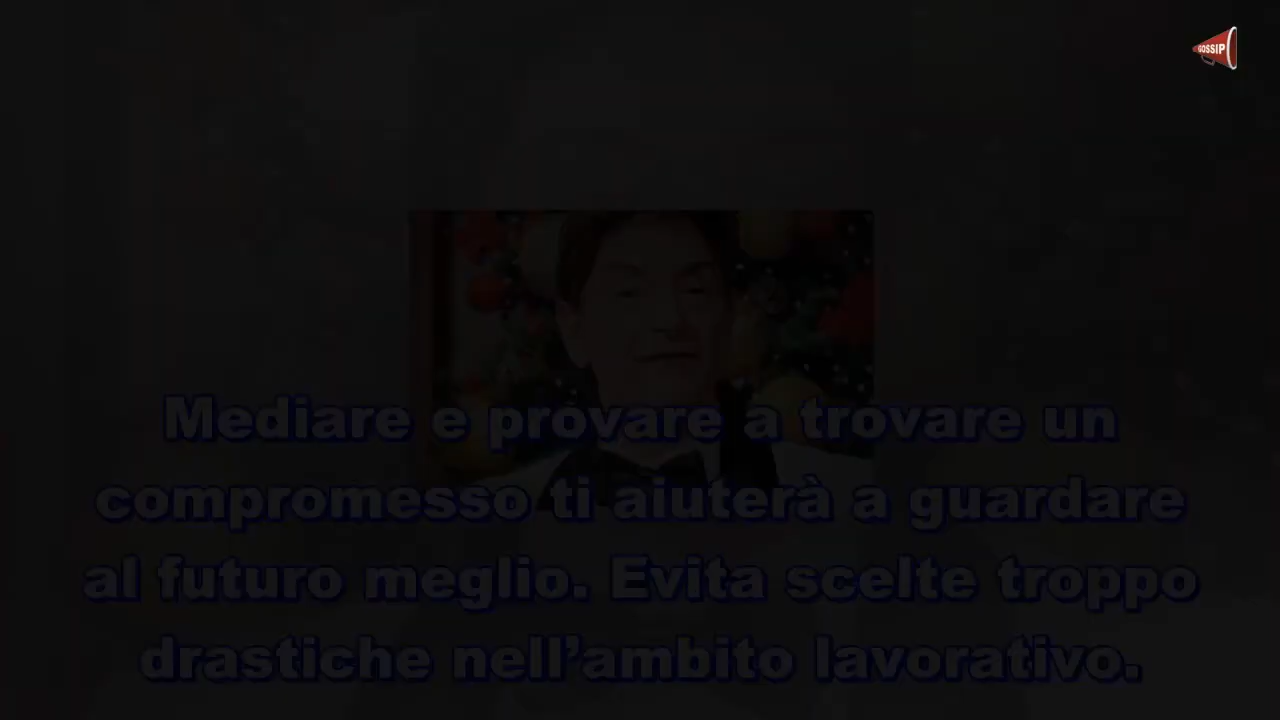 GOSSIP
Mediare e provare a trovare un
compromesso ti aiuterà a guardare
al futuro meglio. Evita scelte troppo
drastiche nell’ambito lavorativo.